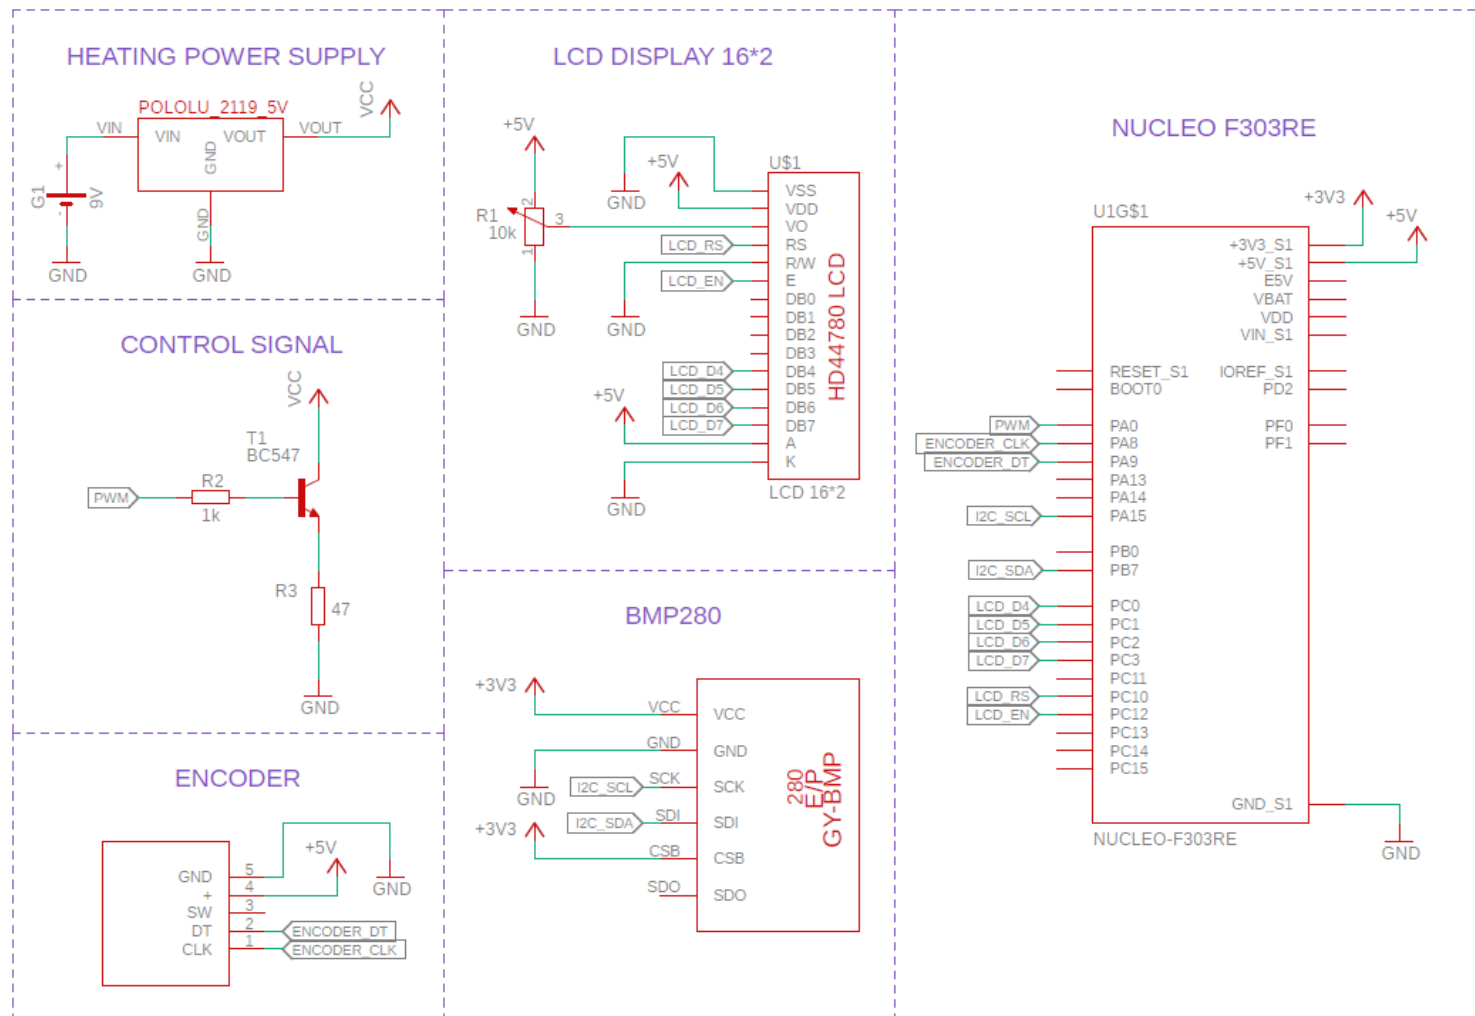 HEATING POWER SUPPLY
POLOLU_2119_5V
VCC
VIN
VIN
VOUT
VOUT
GND
GND
G1
+
-
9V
GND
GND
CONTROL SIGNAL
VCC
T1
BC547
R2
PWM
1k
R3
47
GND
ENCODER
+5V
GND
GND 5
+ 4
SW 3
DT 2
CLK 1
ENCODER_DT
ENCODER_CLK
LCD DISPLAY 16*2
+5V
R1
10k
2
3
1
GND
+5V
GND
GND
+5V
GND
U$1
VSS
VDD
VO
LCD_RS RS
R/W
LCD_EN E
DB0
DB1
DB2
DB3
LCD_D4 DB4
LCD_D5 DB5
LCD_D6 DB6
LCD_D7 DB7
A
K
HD44780 LCD
LCD 16*2
BMP280
+3V3
VCC VCC
GND GND
GND
I2C_SCL SCK SCK
I2C_SDA SDI SDI
+3V3
CSB CSB
SDO SDO
280
E/P
GY-BMP
NUCLEO F303RE
U1G$1
+3V3
+5V
+3V3_S1
+5V_S1
E5V
VBAT
VDD
VIN_S1
RESET_S1 IOREF_S1
BOOT0 PD2
PWM PA0 PF0
ENCODER_CLK PA8 PF1
ENCODER_DT PA9
PA13
PA14
I2C_SCL PA15
PB0
I2C_SDA PB7
LCD_D4 PC0
LCD_D5 PC1
LCD_D6 PC2
LCD_D7 PC3
PC11
LCD_RS PC10
LCD_EN PC12
PC13
PC14
PC15
GND_S1
NUCLEO-F303RE
GND